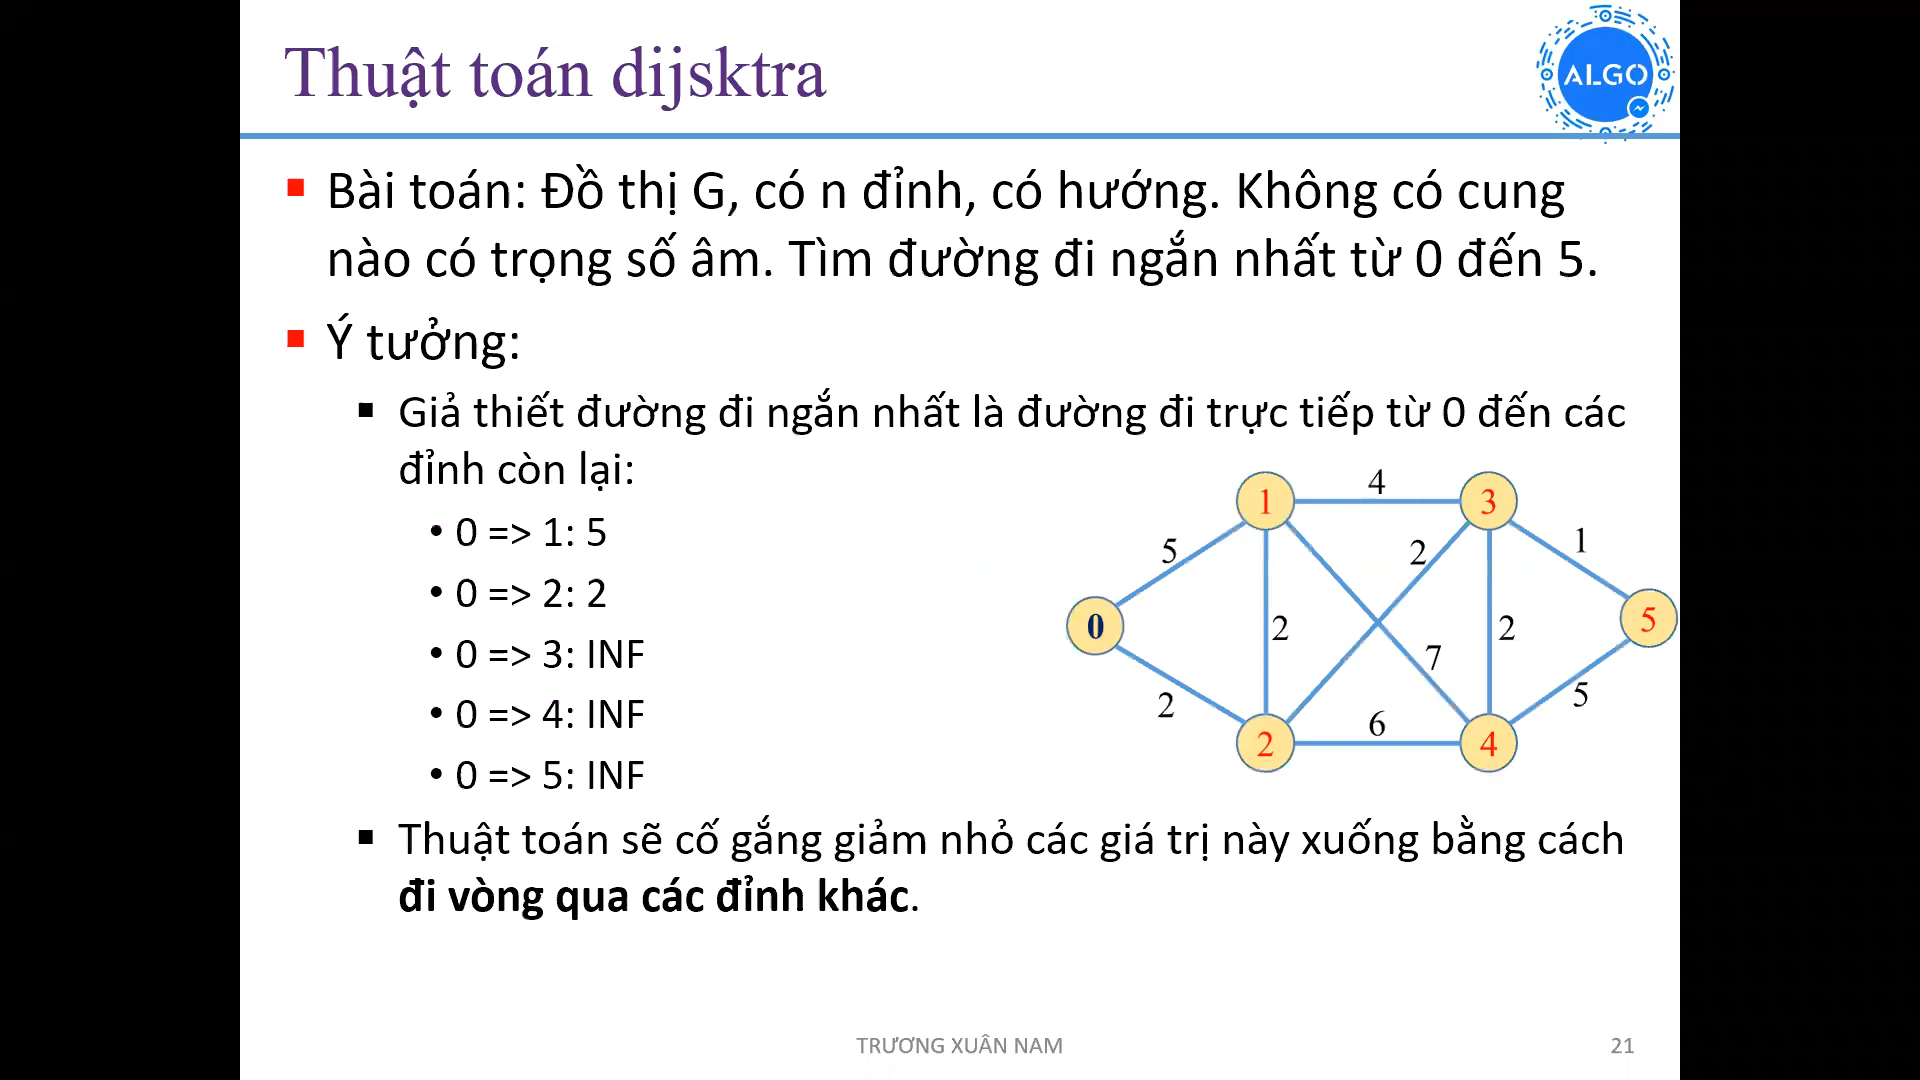 Thuật toán dijsktra
ALGO
Bài toán: Đồ thị G, có n đỉnh, có hướng. Không có cung
nào có trọng số âm. Tìm đường đi ngắn nhất từ 0 đến 5.
Ý tưởng:
Giả thiết đường đi ngắn nhất là đường đi trực tiếp từ 0 đến các
đỉnh còn lại:
• 0 => 1: 5
• 0 => 2: 2
• 0 => 3: INF
• 0 => 4: INF
• 0 => 5: INF
1 4 3
5 2 1
0 2 2 5
2 7 5
2 6 4
Thuật toán sẽ cố gắng giảm nhỏ các giá trị này xuống bằng cách
đi vòng qua các đỉnh khác.
TRƯƠNG XUÂN NAM
21